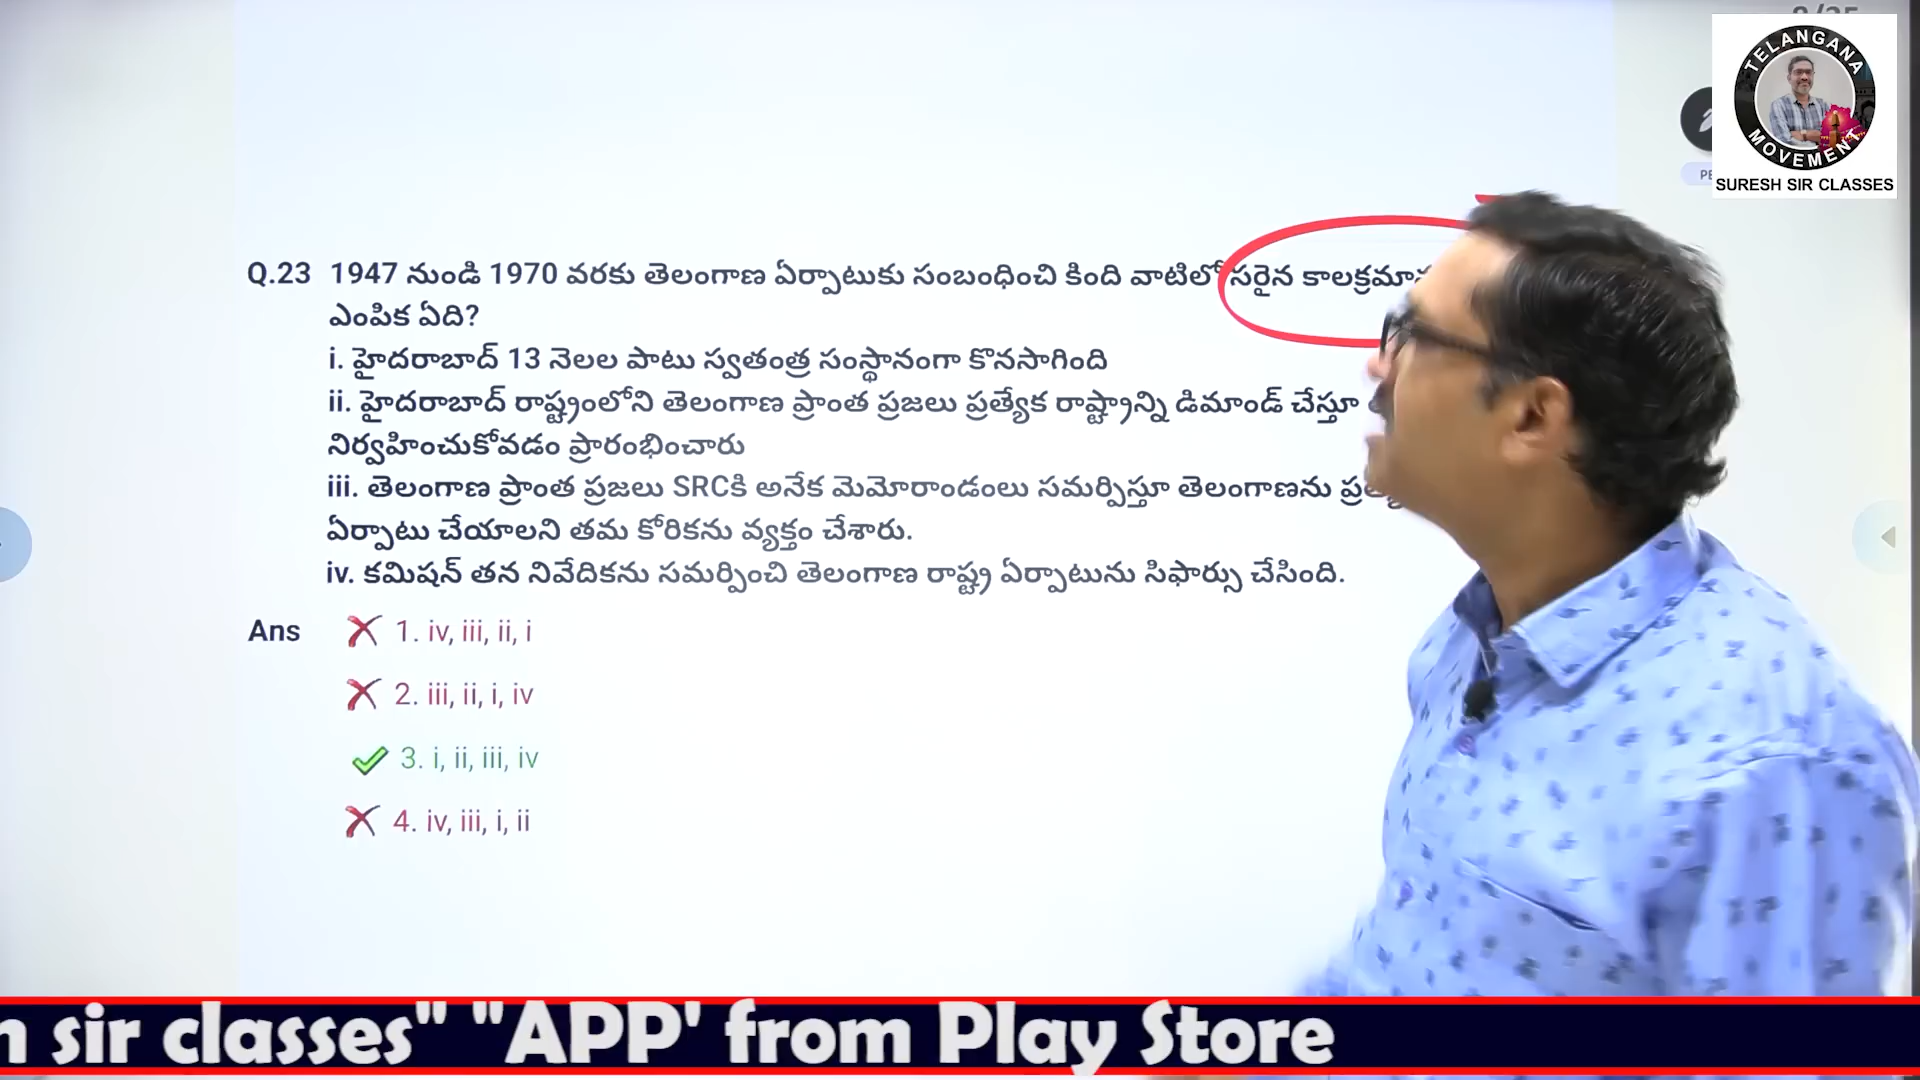 TELANGANA
MOVEMENT
SURESH SIR CLASSES
Q.23 1947 నుండి 1970 వరకు తెలంగాణ ఏర్పాటుకు సంబంధించి కింది వాటిలో సరైన
ఎంపిక ఏది?
i. హైదరాబాద్ 13 నెలల పాటు స్వతంత్ర సంస్థానంగా కొనసాగింది
ii. హైదరాబాద్ రాష్ట్రంలోని తెలంగాణ ప్రాంత ప్రజలు ప్రత్యేక రాష్ట్రాన్ని డిమాండ్ చేస్తూ
నిర్వహించుకోవడం ప్రారంభించారు
iii. తెలంగాణ ప్రాంత ప్రజలు SRCకి అనేక మెమోరాండంలు సమర్పిస్తూ తెలంగాణను
ఏర్పాటు చేయాలని తమ కోరికను వ్యక్తం చేశారు.
iv. కమిషన్ తన నివేదికను సమర్పించి తెలంగాణ రాష్ట్ర ఏర్పాటును సిఫార్సు చేసింది.
Ans 1. iv, iii, ii, i
2. iii, ii, i, iv
3. i, ii, iii, iv
4. iv, iii, i, ii
sir classes" "APP' from Play Store